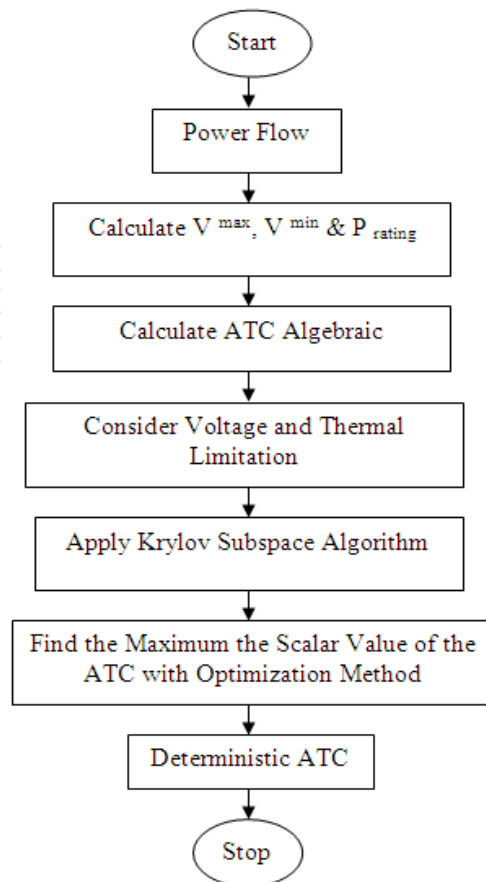 Start
Power Flow
Calculate V max, V min & P rating
Calculate ATC Algebraic
Consider Voltage and Thermal
Limitation
Apply Krylov Subspace Algorithm
Find the Maximum the Scalar Value of the
ATC with Optimization Method
Deterministic ATC
Stop